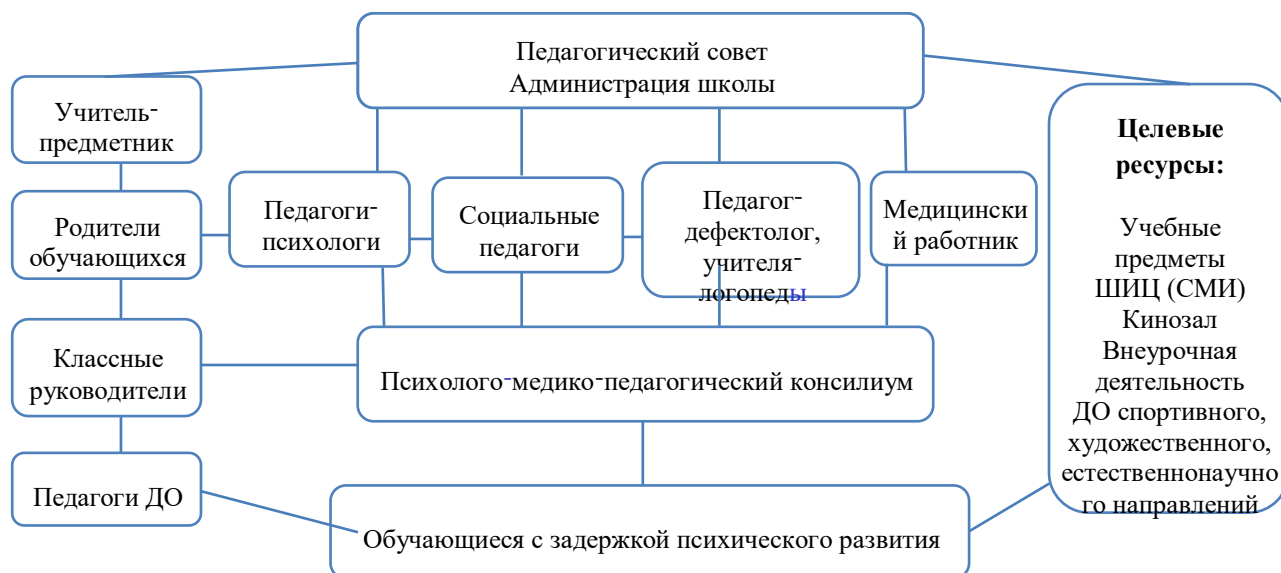 Педагогический совет
Администрация школы
Учитель-
предметник
Родители
обучающихся
Педагоги-
психологи
Социальные
педагоги
Педагог-
дефектолог,
учителя-
логопеды
Медицински
й работник
Целевые
ресурсы:
Учебные
предметы
ШИЦ (СМИ)
Кинозал
Внеурочная
деятельность
ДО спортивного,
художественного,
естественнонаучно
го направлений
Классные
руководители
Психолого-медико-педагогический консилиум
Педагоги ДО
Обучающиеся с задержкой психического развития